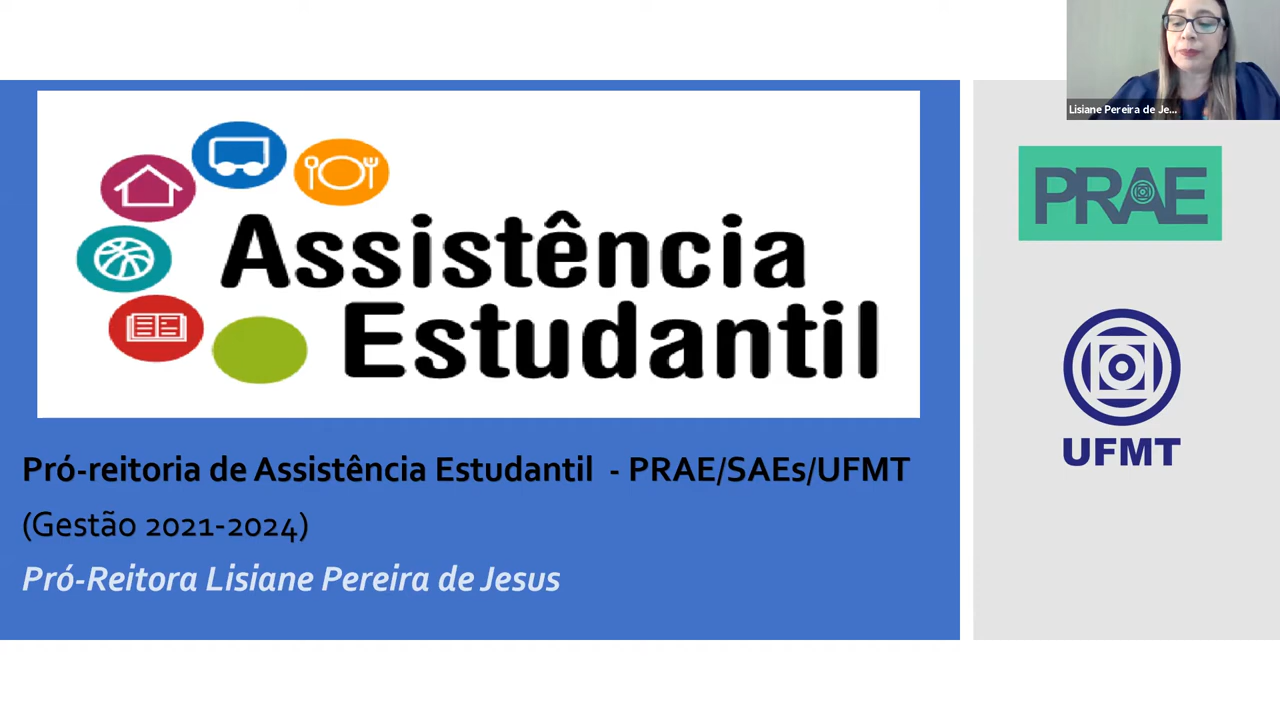 Assistência
Estudantil
Pró-reitoria de Assistência Estudantil - PRAE/SAEs/UFMT
(Gestão 2021-2024)
Pró-Reitora Lisiane Pereira de Jesus
Lisiane Pereira de Je...
PRAE
UFMT